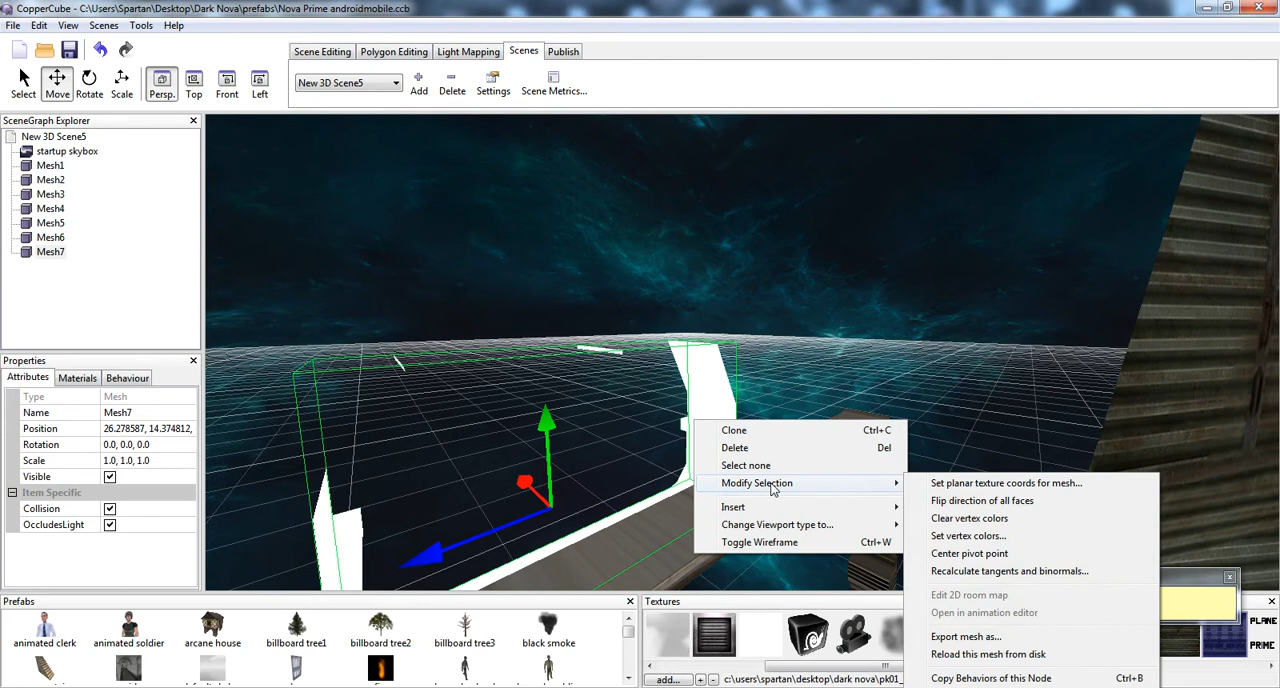 CopperCube - C:\Users\Spartan\Desktop\Dark Nova\prefabs\Nova Prime androidmobile.ccb
File Edit View Scenes Tools Help
Scene Editing Polygon Editing Light Mapping Scenes Publish
Select Move Rotate Scale Persp. Top Front Left
New 3D Scene5 Add Delete Settings Scene Metrics...
SceneGraph Explorer
New 3D Scene5
startup skybox
Mesh1
Mesh2
Mesh3
Mesh4
Mesh5
Mesh6
Mesh7
Properties
Attributes Materials Behaviour
Type Mesh
Name Mesh7
Position 26.278587, 14.374812,
Rotation 0.0, 0.0, 0.0
Scale 1.0, 1.0, 1.0
Visible
Item Specific
Collision
OccludesLight
Clone Ctrl+C
Delete Del
Select none
Modify Selection
Insert
Change Viewport type to...
Toggle Wireframe Ctrl+W
Set planar texture coords for mesh...
Flip direction of all faces
Clear vertex colors
Set vertex colors...
Center pivot point
Recalculate tangents and binormals...
Edit 2D room map
Open in animation editor
Export mesh as...
Reload this mesh from disk
Copy Behaviors of this Node Ctrl+B
Prefabs
animated clerk animated soldier arcane house billboard tree1 billboard tree2 billboard tree3 black smoke
Textures
PLANE
PRIME
add... + - c:\users\spartan\desktop\dark nova\pk01_